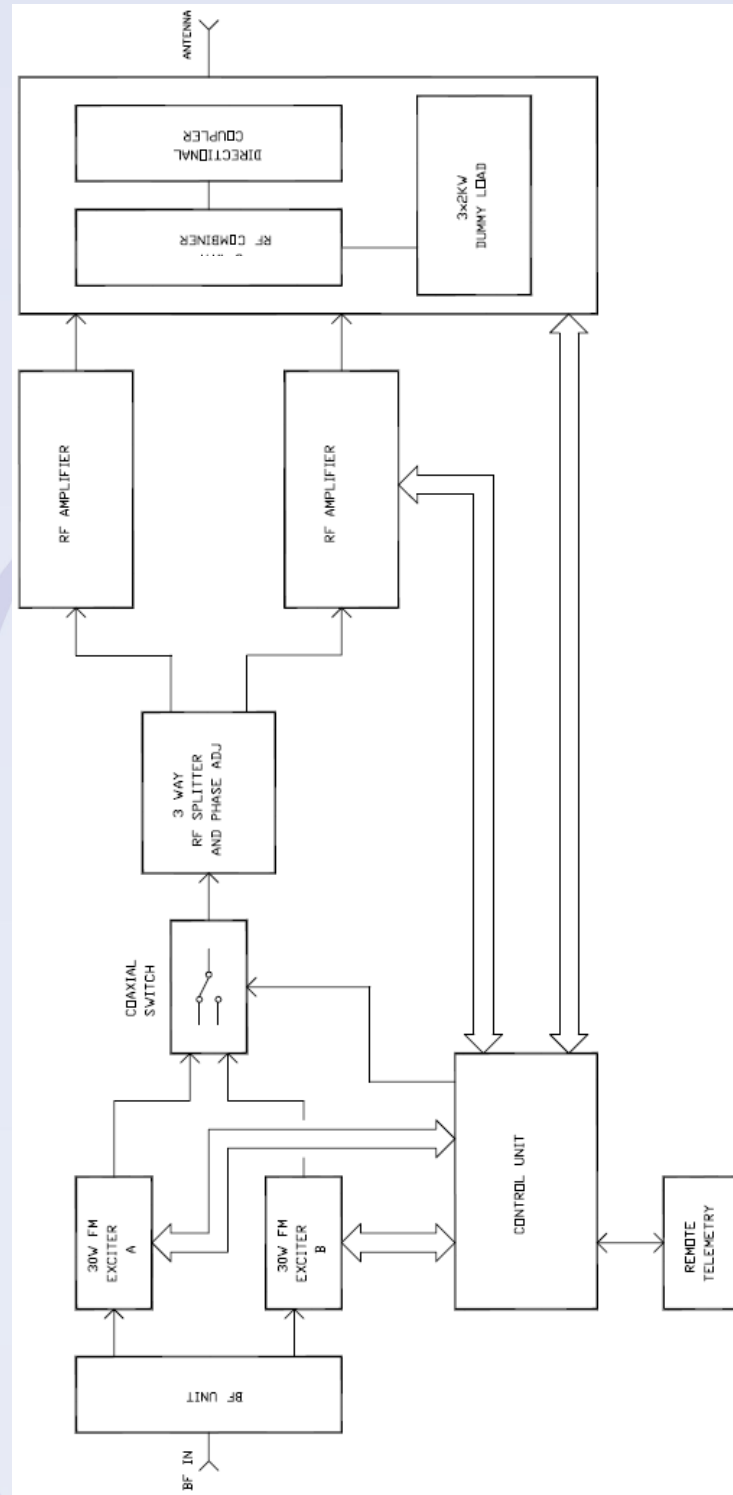 ANTENNA
DIRECTIONAL
COUPLER
RF COMBINER
3x2KW
DUMMY LOAD
RF AMPLIFIER
RF AMPLIFIER
3 WAY
RF SPLITTER
AND PHASE ADJ
COAXIAL
SWITCH
30W FM
EXCITER
A
30W FM
EXCITER
B
CONTROL UNIT
REMOTE
TELEMETRY
BF UNIT
BF IN